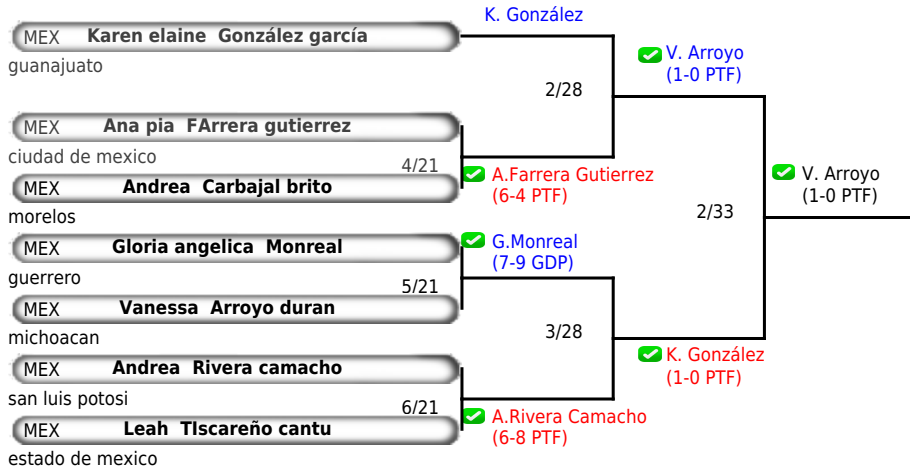 K. González
MEX Karen elaine González garcía
guanajuato
V. Arroyo
(1-0 PTF)
2/28
MEX Ana pia FArrera gutierrez
ciudad de mexico
4/21
A.Farrera Gutierrez
(6-4 PTF)
MEX Andrea Carbajal brito
morelos
V. Arroyo
(1-0 PTF)
2/33
MEX Gloria angelica Monreal
guerrero
G.Monreal
(7-9 GDP)
5/21
MEX Vanessa Arroyo duran
michoacan
3/28
K. González
(1-0 PTF)
MEX Andrea Rivera camacho
san luis potosi
6/21
A.Rivera Camacho
(6-8 PTF)
MEX Leah TIscareño cantu
estado de mexico